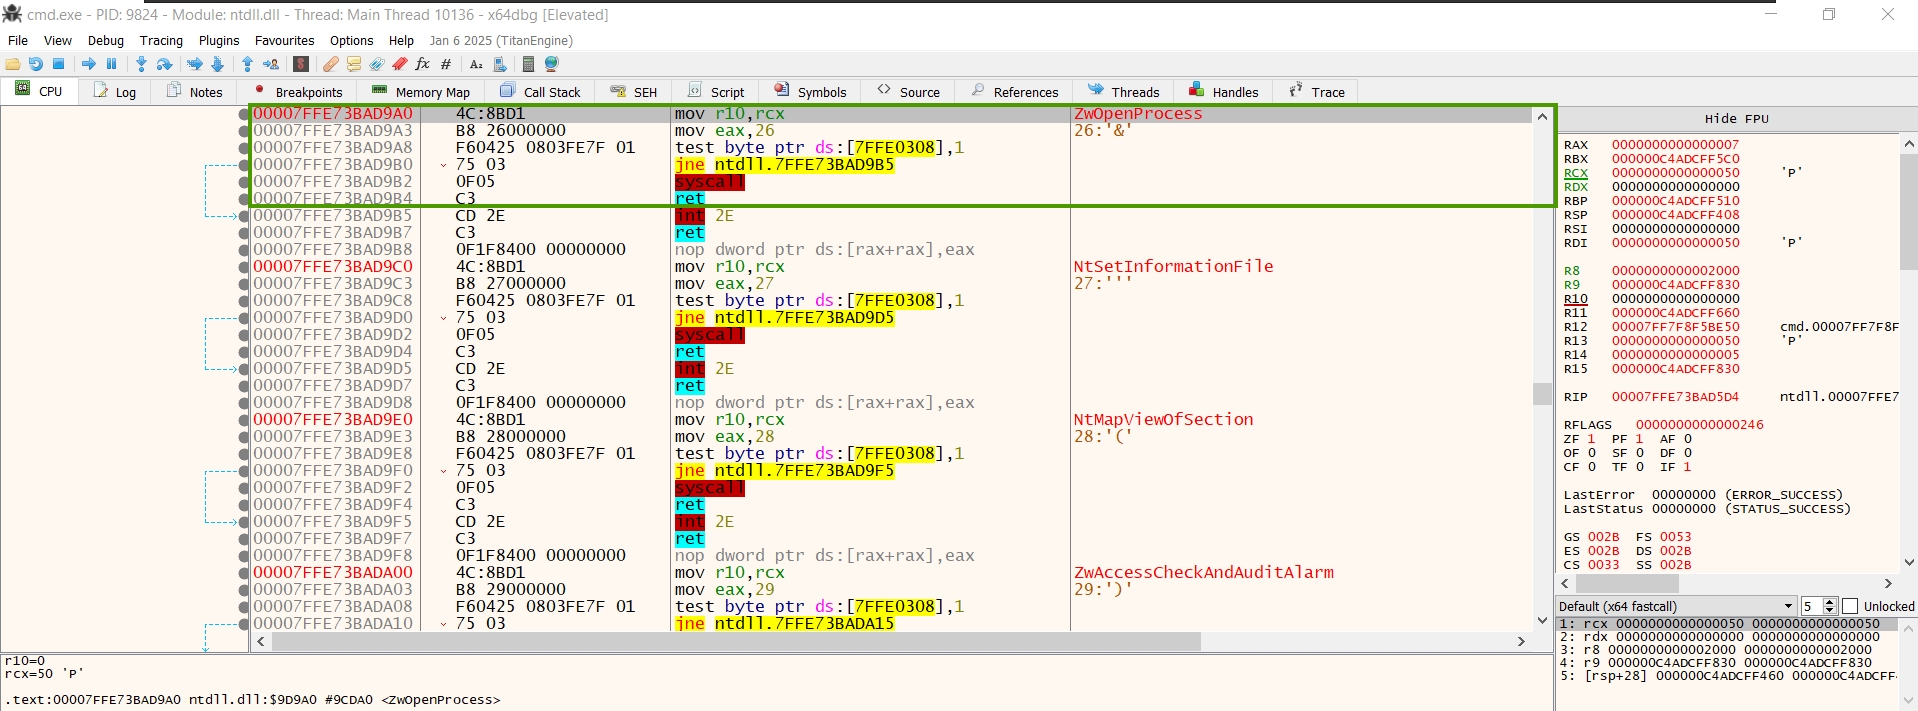 cmd.exe - PID: 9824 - Module: ntdll.dll - Thread: Main Thread 10136 - x64dbg [Elevated]
File View Debug Tracing Plugins Favourites Options Help Jan 6 2025 (TitanEngine)
CPU Log Notes Breakpoints Memory Map Call Stack SEH Script Symbols Source References Threads Handles Trace
00007FFE73BAD9A0 4C:8BD1 mov r10,rcx ZwOpenProcess
00007FFE73BAD9A3 B8 26000000 mov eax,26 26:'&'
00007FFE73BAD9A8 F60425 0803FE7F 01 test byte ptr ds:[7FFE0308],1
00007FFE73BAD9B0 75 03 jne ntdll.7FFE73BAD9B5
00007FFE73BAD9B2 0F05 syscall
00007FFE73BAD9B4 C3 ret
00007FFE73BAD9B5 CD 2E int 2E
00007FFE73BAD9B7 C3 ret
00007FFE73BAD9B8 0F1F8400 00000000 nop dword ptr ds:[rax+rax],eax
00007FFE73BAD9C0 4C:8BD1 mov r10,rcx NtSetInformationFile
00007FFE73BAD9C3 B8 27000000 mov eax,27 27:'''
00007FFE73BAD9C8 F60425 0803FE7F 01 test byte ptr ds:[7FFE0308],1
00007FFE73BAD9D0 75 03 jne ntdll.7FFE73BAD9D5
00007FFE73BAD9D2 0F05 syscall
00007FFE73BAD9D4 C3 ret
00007FFE73BAD9D5 CD 2E int 2E
00007FFE73BAD9D7 C3 ret
00007FFE73BAD9D8 0F1F8400 00000000 nop dword ptr ds:[rax+rax],eax
00007FFE73BAD9E0 4C:8BD1 mov r10,rcx NtMapViewOfSection
00007FFE73BAD9E3 B8 28000000 mov eax,28 28:'('
00007FFE73BAD9E8 F60425 0803FE7F 01 test byte ptr ds:[7FFE0308],1
00007FFE73BAD9F0 75 03 jne ntdll.7FFE73BAD9F5
00007FFE73BAD9F2 0F05 syscall
00007FFE73BAD9F4 C3 ret
00007FFE73BAD9F5 CD 2E int 2E
00007FFE73BAD9F7 C3 ret
00007FFE73BAD9F8 0F1F8400 00000000 nop dword ptr ds:[rax+rax],eax
00007FFE73BADA00 4C:8BD1 mov r10,rcx ZwAccessCheckAndAuditAlarm
00007FFE73BADA03 B8 29000000 mov eax,29 29:')'
00007FFE73BADA08 F60425 0803FE7F 01 test byte ptr ds:[7FFE0308],1
00007FFE73BADA10 75 03 jne ntdll.7FFE73BADA15
Hide FPU
RAX 0000000000000007
RBX 000000C4ADCFF5C0
RCX 0000000000000050 'P'
RDX 0000000000000000
RBP 000000C4ADCFF510
RSP 000000C4ADCFF408
RSI 0000000000000000
RDI 0000000000000050 'P'
R8 0000000000002000
R9 000000C4ADCFF830
R10 0000000000000000
R11 000000C4ADCFF660
R12 00007FF7F8F5BE50 cmd.00007FF7F8F
R13 0000000000000050 'P'
R14 0000000000000005
R15 000000C4ADCFF830
RIP 00007FFE73BAD5D4 ntdll.00007FFE7
RFLAGS 0000000000000246
ZF 1 PF 1 AF 0
OF 0 SF 0 DF 0
CF 0 TF 0 IF 1
LastError 00000000 (ERROR_SUCCESS)
LastStatus 00000000 (STATUS_SUCCESS)
GS 002B FS 0053
ES 002B DS 002B
CS 0033 SS 002B
Default (x64 fastcall) 5 Unlocked
1: rcx 0000000000000050 0000000000000050
2: rdx 0000000000000000 0000000000000000
3: r8 0000000000002000 0000000000002000
4: r9 000000C4ADCFF830 000000C4ADCFF830
5: [rsp+28] 000000C4ADCFF460 000000C4ADCFF
r10=0
rcx=50 'P'
.text:00007FFE73BAD9A0 ntdll.dll:$9D9A0 #9CDA0 <ZwOpenProcess>